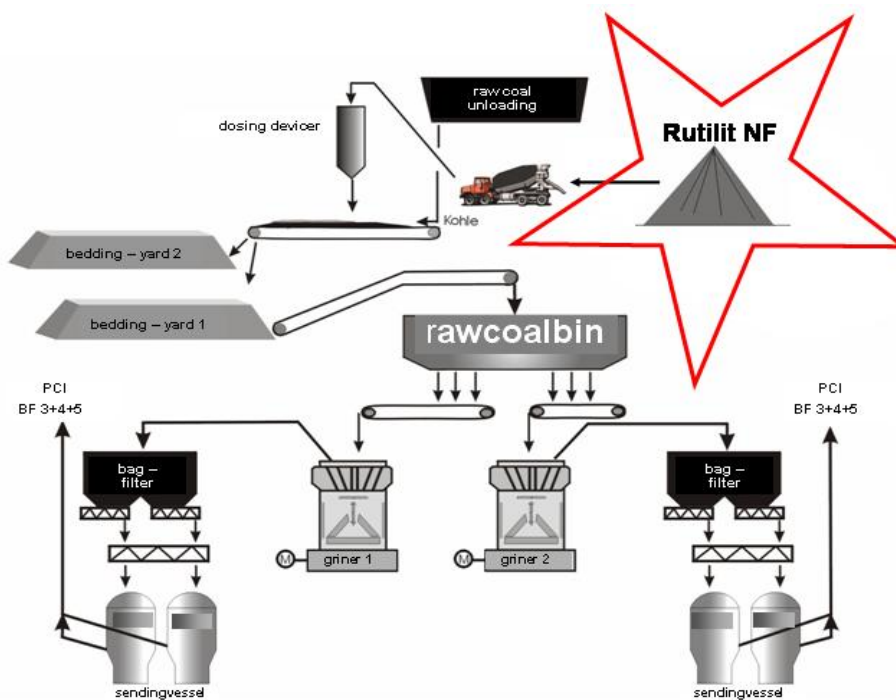 raw coal
unloading
Rutilit NF
dosing devicer
Kohle
bedding – yard 2
bedding – yard 1
rawcoalbin
PCI
BF 3+4+5
PCI
BF 3+4+5
bag –
filter
bag –
filter
M
griner 1
M
griner 2
sendingvessel
sendingvessel